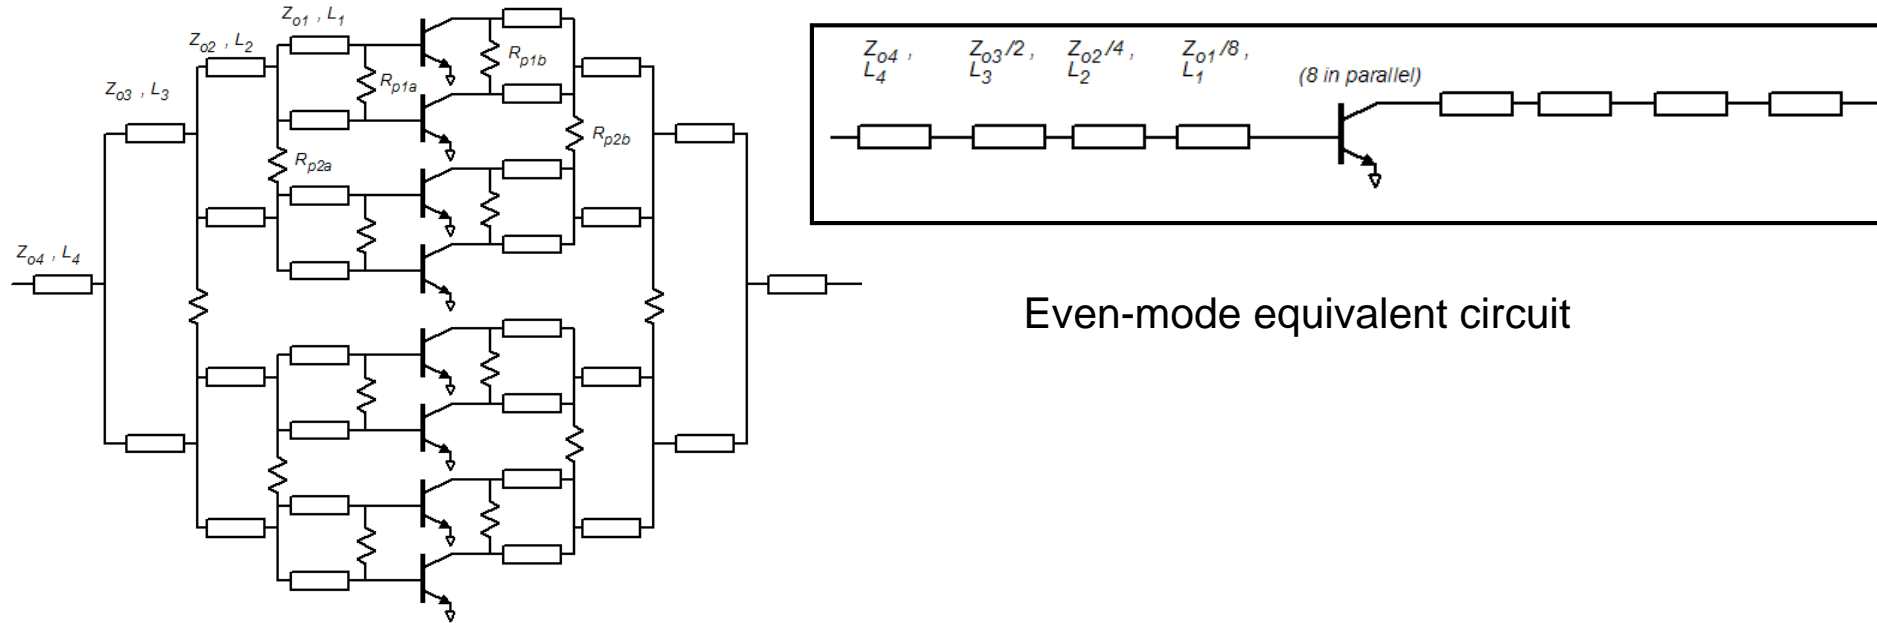 Zo1 , L1
Zo2 , L2
Zo3 , L3
Zo4 , L4
Rp1a
Rp2a
Rp1b
Rp2b
Zo4 , Zo3/2, Zo2/4 , Zo1/8,
L4 L3 L2 L1
(8 in parallel)
Even-mode equivalent circuit